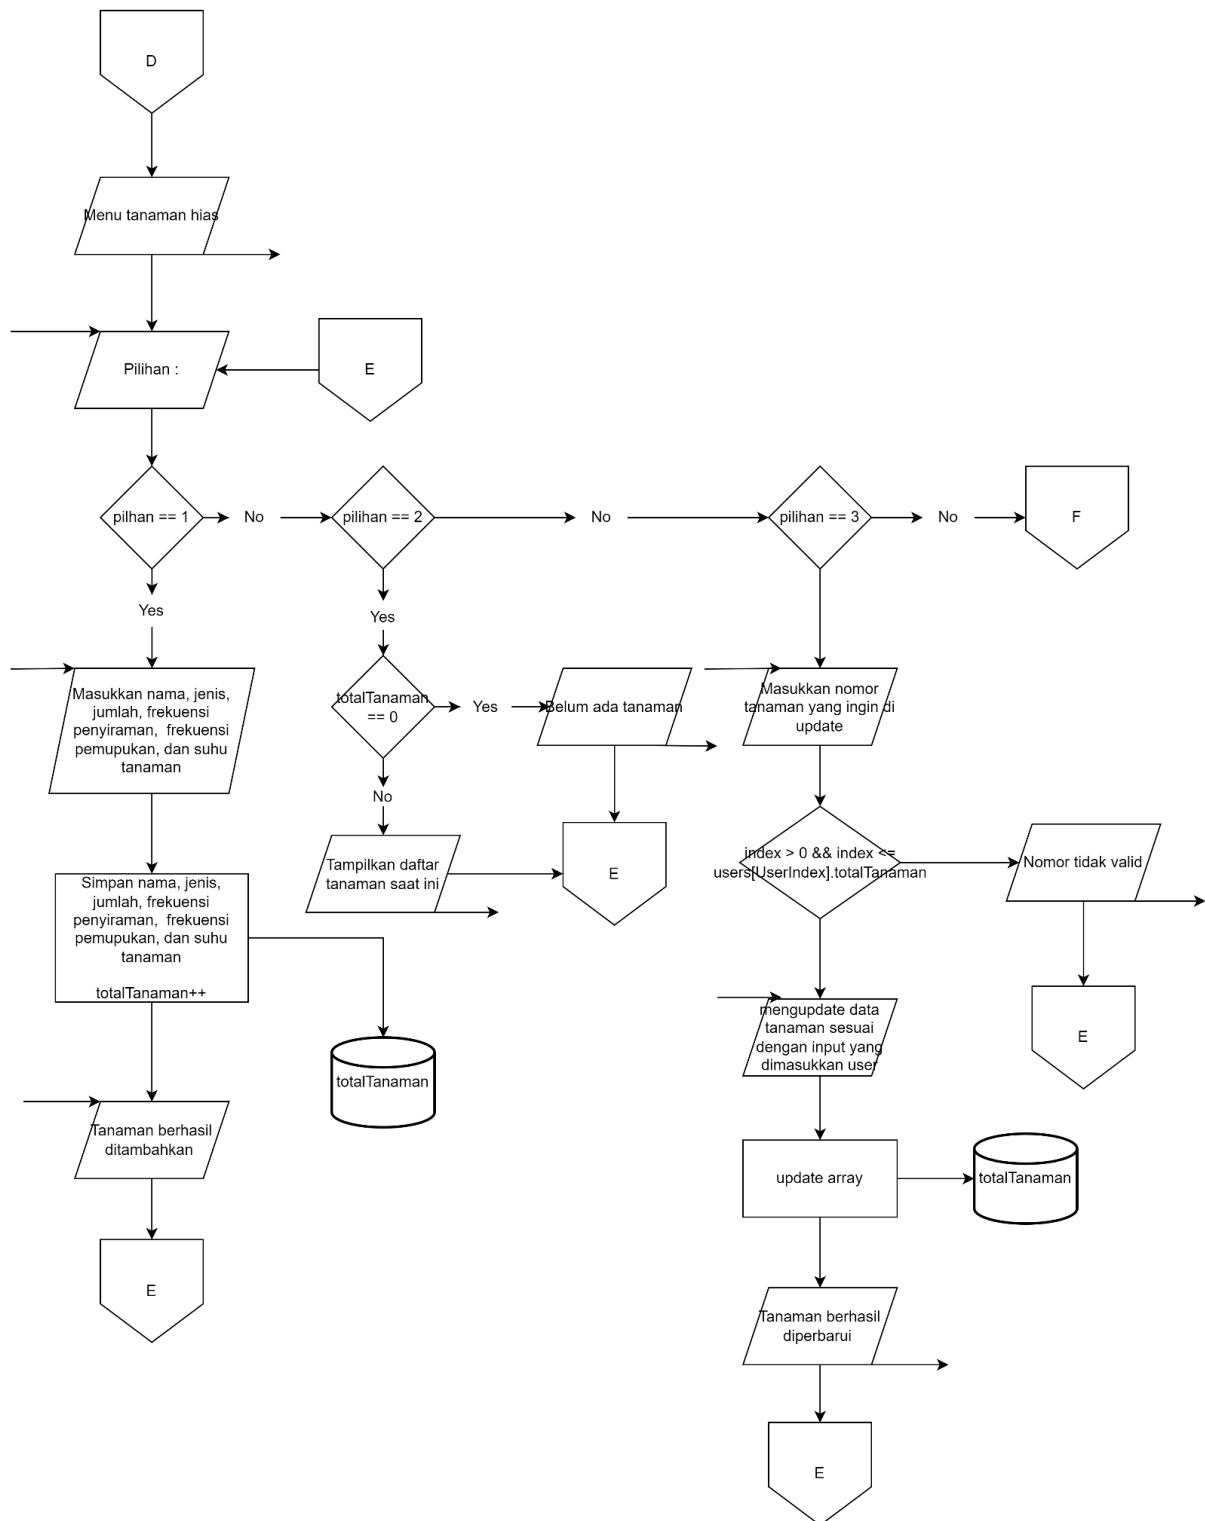 D
Menu tanaman hias
Pilihan :
E
pilhan == 1
No
pilihan == 2
No
pilihan == 3
No
F
Yes
Masukkan nama, jenis,
jumlah, frekuensi
penyiraman,  frekuensi
pemupukan, dan suhu
tanaman
Simpan nama, jenis,
jumlah, frekuensi
penyiraman,  frekuensi
pemupukan, dan suhu
tanaman
totalTanaman++
totalTanaman
Tanaman berhasil
ditambahkan
E
Yes
totalTanaman
== 0
Yes
Belum ada tanaman
No
Tampilkan daftar
tanaman saat ini
E
Masukkan nomor
tanaman yang ingin di
update
index > 0 && index <=
users[UserIndex].totalTanaman
Nomor tidak valid
E
mengupdate data
tanaman sesuai
dengan input yang
dimasukkan user
update array
totalTanaman
Tanaman berhasil
diperbarui
E